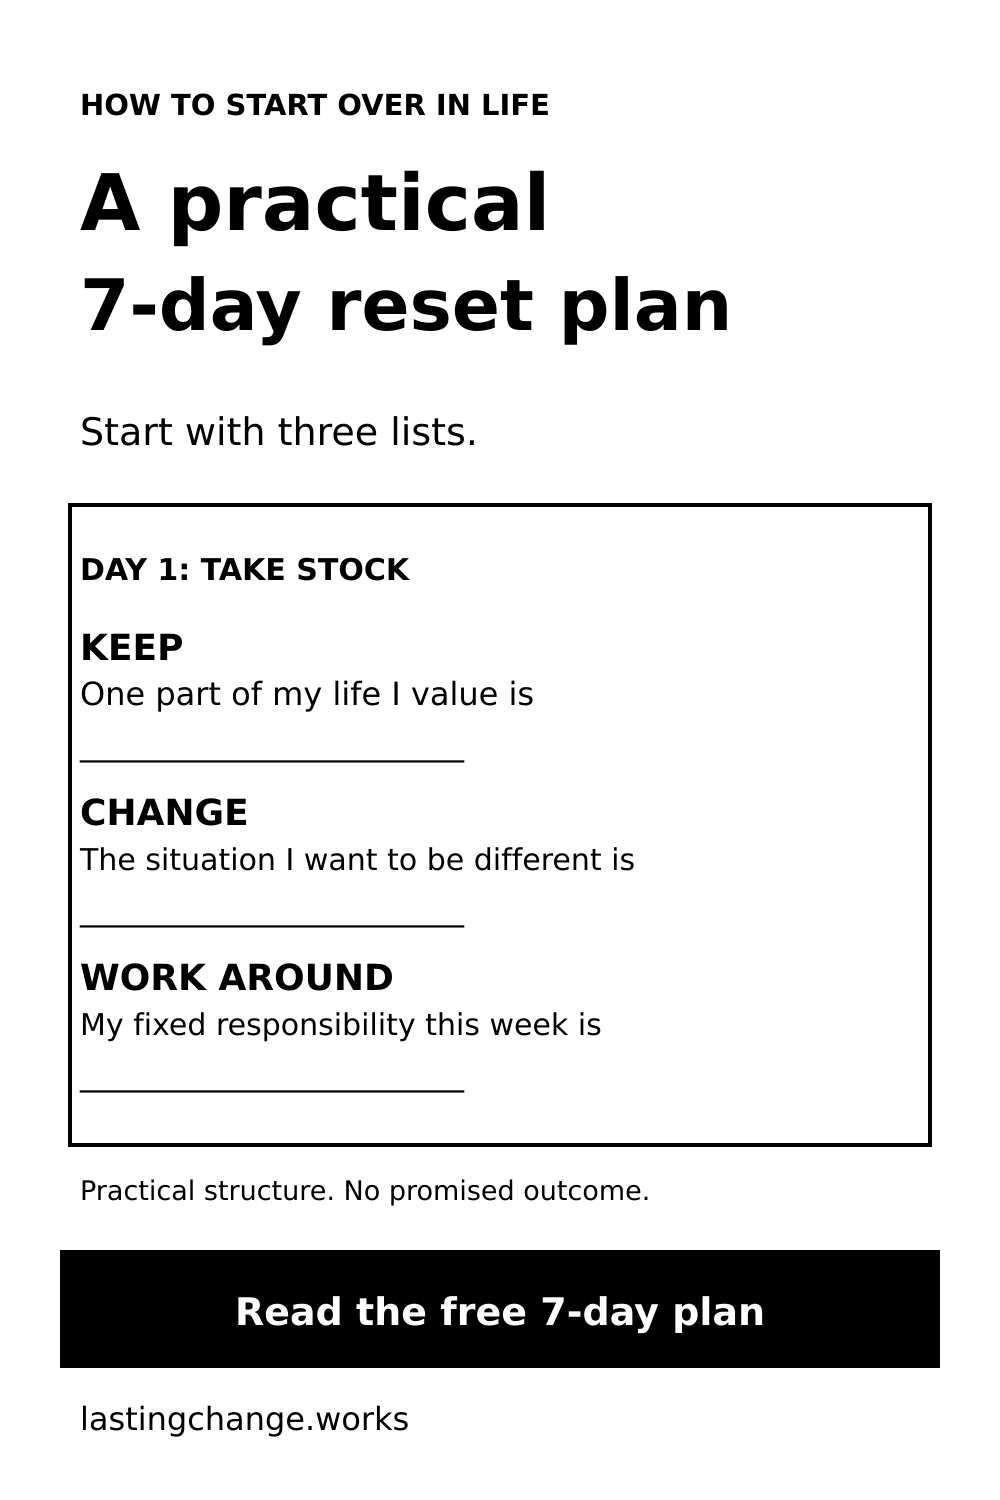 HOW TO START OVER IN LIFE
A practical
7-day reset plan
Start with three lists.
DAY 1: TAKE STOCK
KEEP
One part of my life I value is
________________________
CHANGE
The situation I want to be different is
________________________
WORK AROUND
My fixed responsibility this week is
________________________
Practical structure. No promised outcome.
Read the free 7-day plan
lastingchange.works